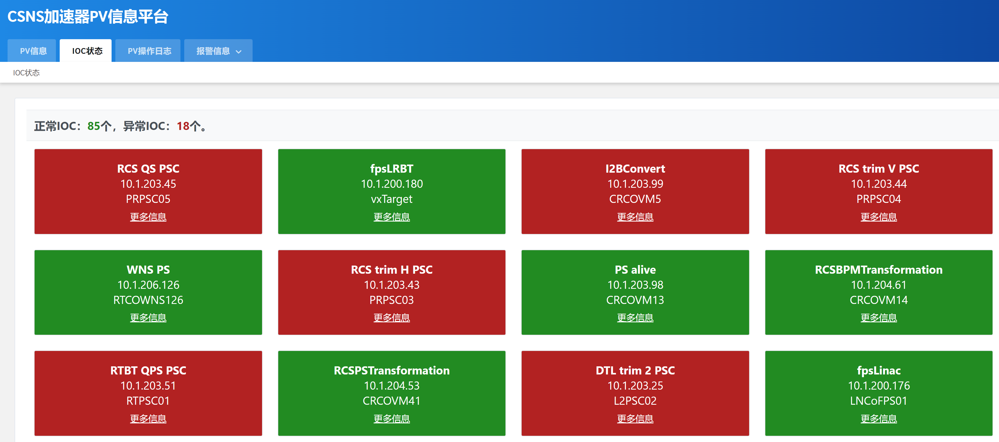 CSNS加速器PV信息平台
PV信息
IOC状态
PV操作日志
报警信息
IOC状态
正常IOC：85个，异常IOC：18个。
RCS QS PSC
10.1.203.45
PRPSC05
更多信息
fpsLRBT
10.1.200.180
vxTarget
更多信息
I2BConvert
10.1.203.99
CRCOVM5
更多信息
RCS trim V PSC
10.1.203.44
PRPSC04
更多信息
WNS PS
10.1.206.126
RTCOWNS126
更多信息
RCS trim H PSC
10.1.203.43
PRPSC03
更多信息
PS alive
10.1.203.98
CRCOVM13
更多信息
RCSBPMTransformation
10.1.204.61
CRCOVM14
更多信息
RTBT QPS PSC
10.1.203.51
RTPSC01
更多信息
RCSPSTransformation
10.1.204.53
CRCOVM41
更多信息
DTL trim 2 PSC
10.1.203.25
L2PSC02
更多信息
fpsLinac
10.1.200.176
LNCoFPS01
更多信息